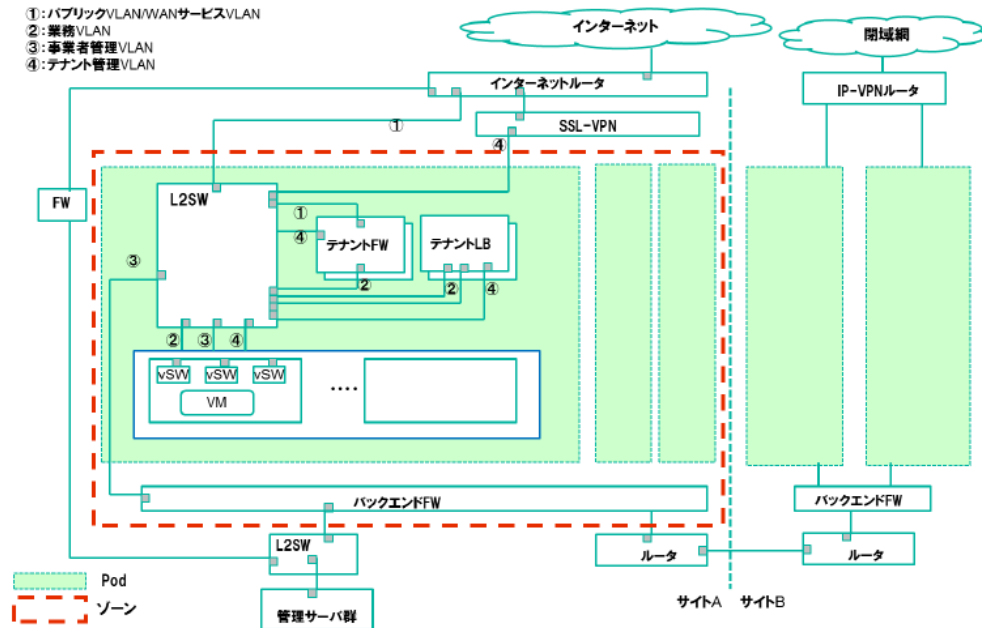 ①:パブリックVLAN/WANサービスVLAN
②:業務VLAN
③:事業者管理VLAN
④:テナント管理VLAN
インターネット
閉域網
インターネットルータ
IP-VPNルータ
①
SSL-VPN
④
L2SW
FW
①
④
テナントFW
テナントLB
③
②
②
④
②
③
④
vSW
vSW
vSW
....
VM
バックエンドFW
バックエンドFW
L2SW
ルータ
ルータ
Pod
ゾーン
管理サーバ群
サイトA
サイトB